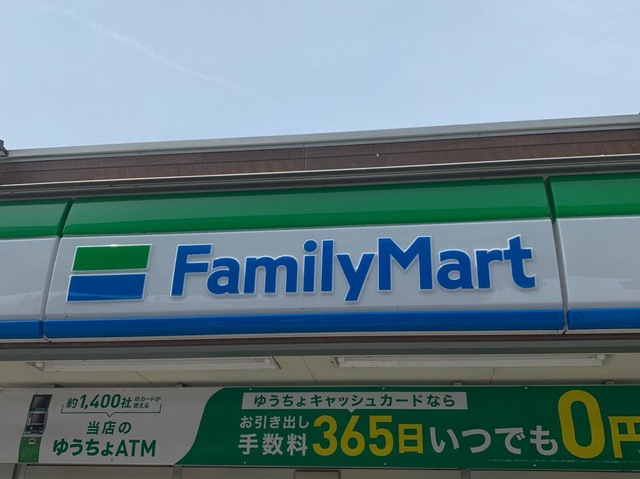 FamilyMart
約1,400社のカードが使える
当店の
ゆうちょATM
ゆうちょキャッシュカードなら
お引き出し
手数料365日いつでも0円